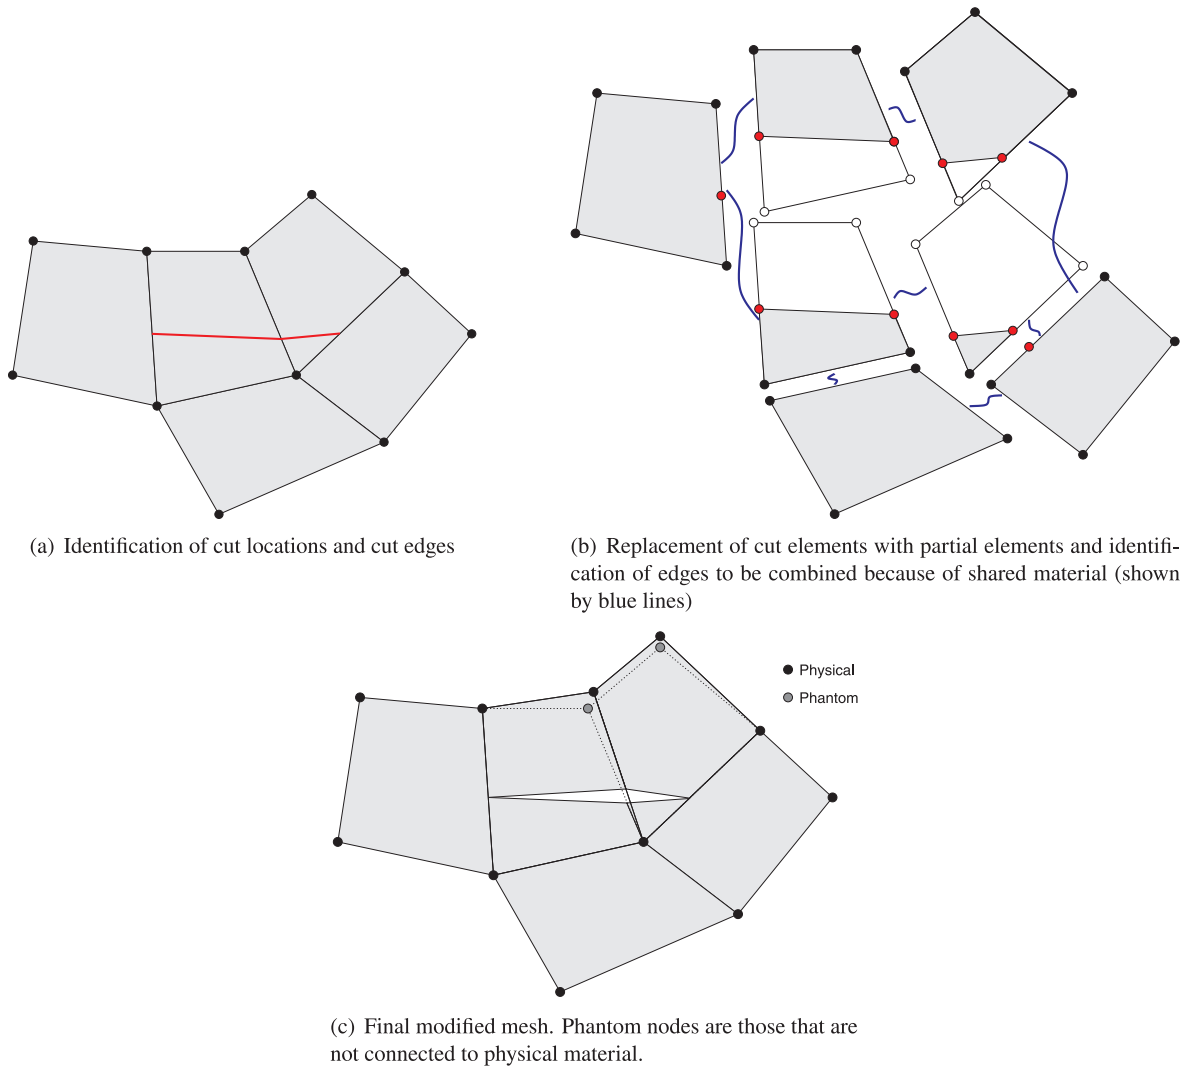 (a) Identification of cut locations and cut edges
(b) Replacement of cut elements with partial elements and identifi-
cation of edges to be combined because of shared material (shown
by blue lines)
Physical
Phantom
(c) Final modified mesh. Phantom nodes are those that are
not connected to physical material.